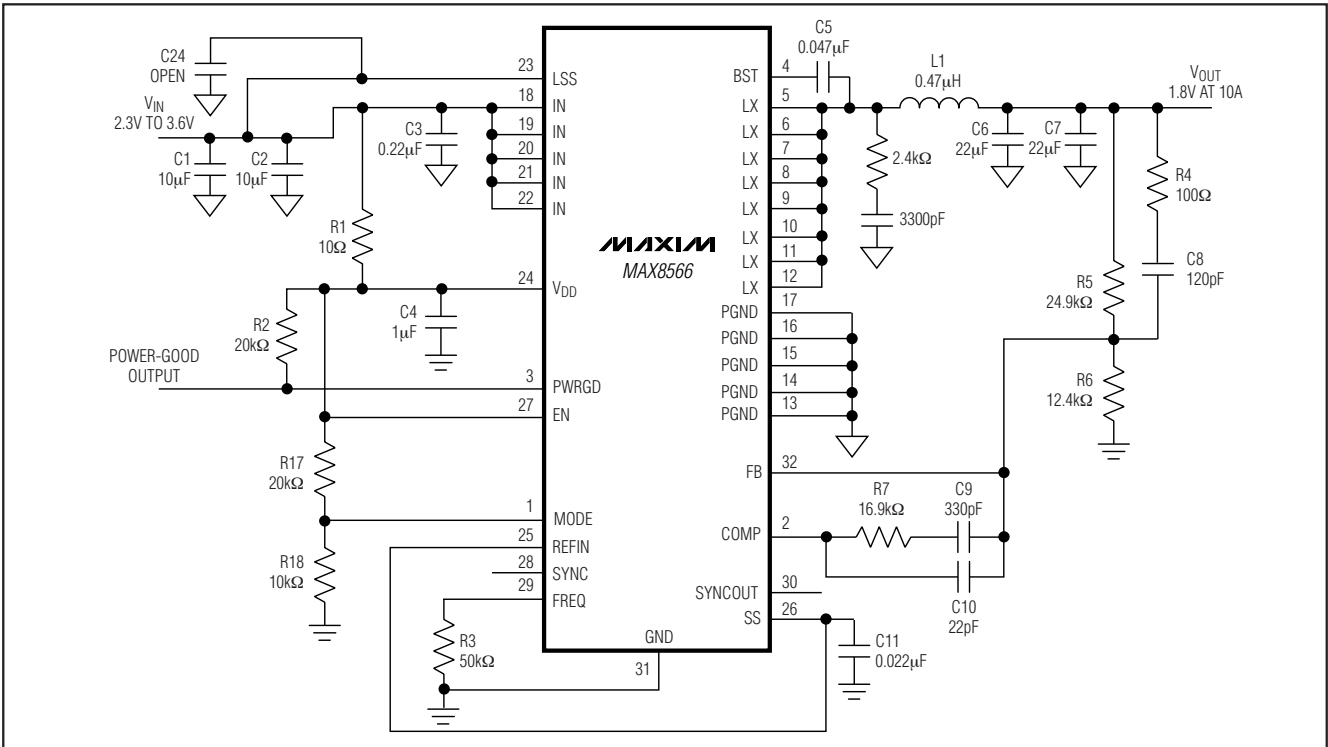 C24
OPEN
VIN
2.3V TO 3.6V
C1
10µF
C2
10µF
C3
0.22µF
R1
10Ω
R2
20kΩ
C4
1µF
POWER-GOOD
OUTPUT
R17
20kΩ
R18
10kΩ
R3
50kΩ
23
LSS
18
IN
19
IN
20
IN
21
IN
22
IN
24
VDD
3
PWRGD
27
EN
1
MODE
25
REFIN
28
SYNC
29
FREQ
MAXIM
MAX8566
GND
31
BST
4
LX
5
LX
6
LX
7
LX
8
LX
9
LX
10
LX
11
LX
12
PGND
17
PGND
16
PGND
15
PGND
14
PGND
13
FB
32
COMP
2
SYNCOUT
30
SS
26
C5
0.047µF
L1
0.47µH
VOUT
1.8V AT 10A
2.4kΩ
3300pF
C6
22µF
C7
22µF
R4
100Ω
C8
120pF
R5
24.9kΩ
R6
12.4kΩ
R7
16.9kΩ
C9
330pF
C10
22pF
C11
0.022µF